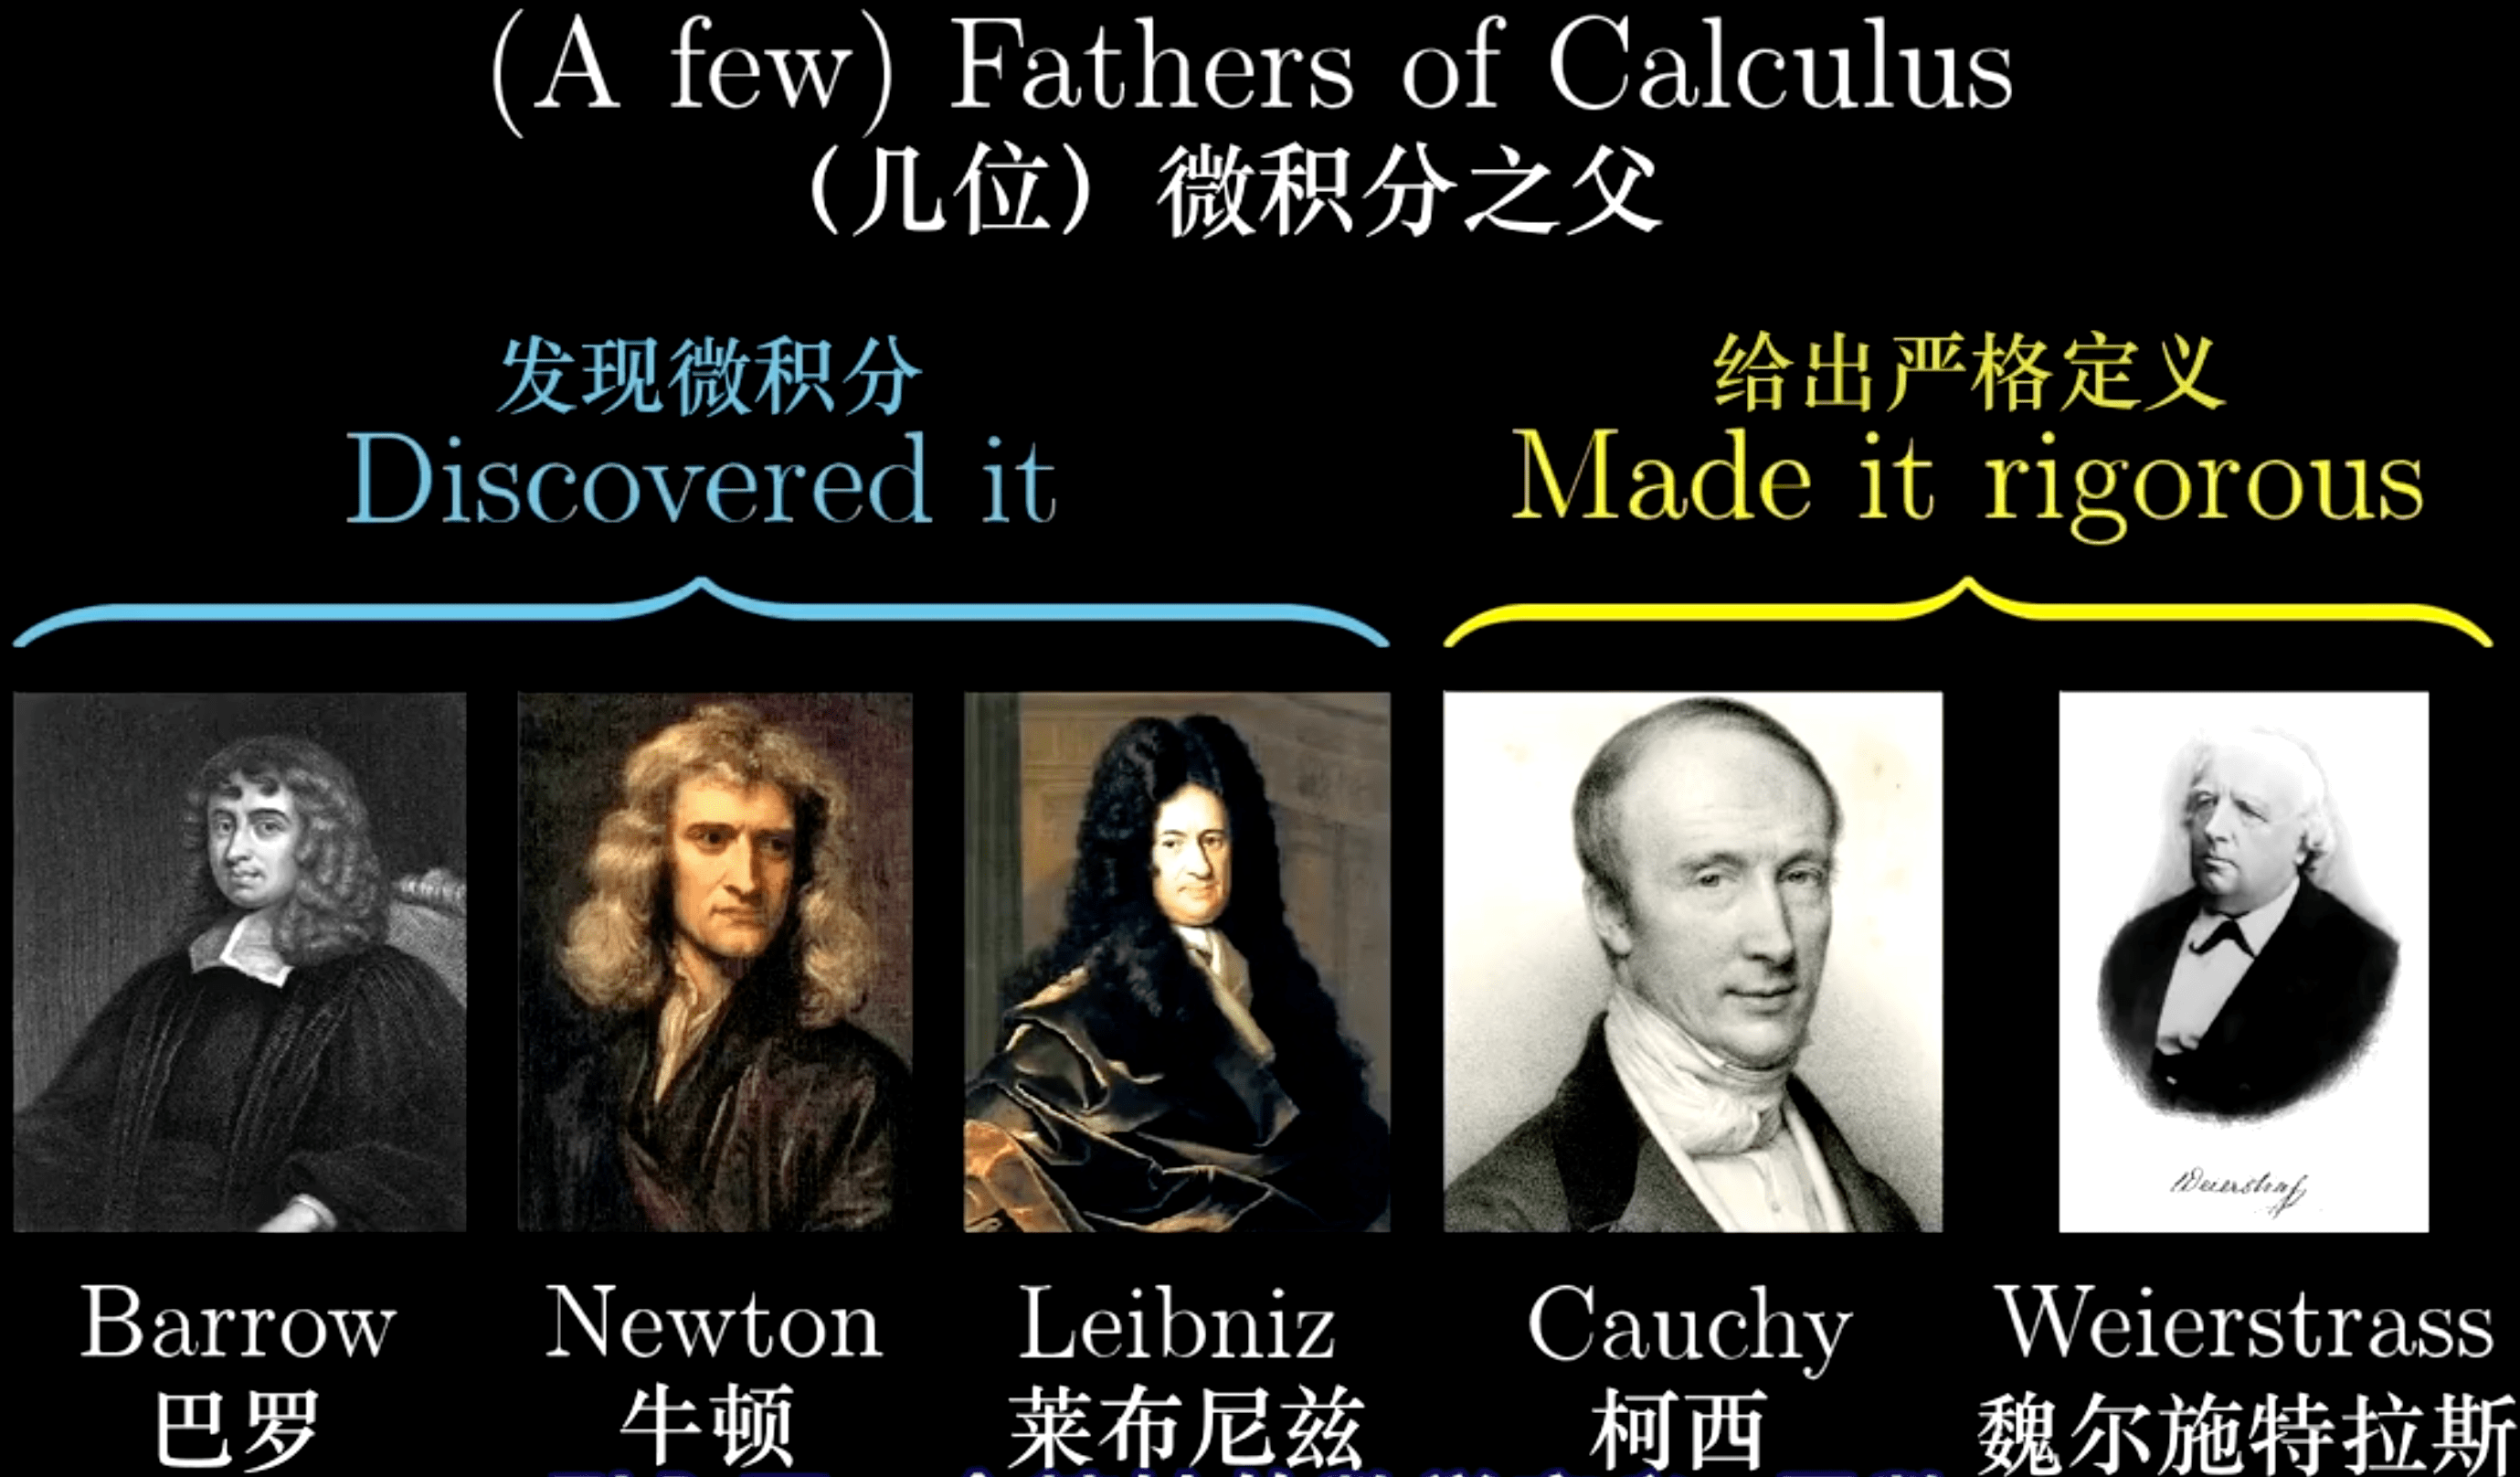 (A few) Fathers of Calculus
（几位）微积分之父
发现微积分
Discovered it
给出严格定义
Made it rigorous
Weierstraß
Barrow
巴罗
Newton
牛顿
Leibniz
莱布尼兹
Cauchy
柯西
Weierstrass
魏尔施特拉斯